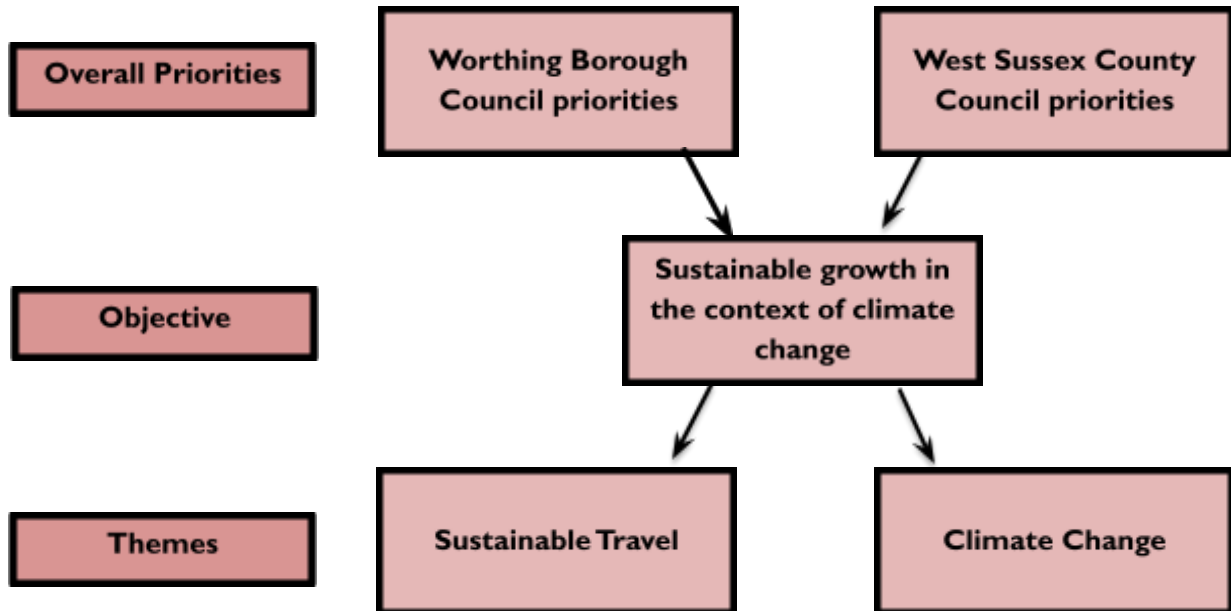 Overall Priorities
Worthing Borough
Council priorities
West Sussex County
Council priorities
Objective
Sustainable growth in
the context of climate
change
Themes
Sustainable Travel
Climate Change